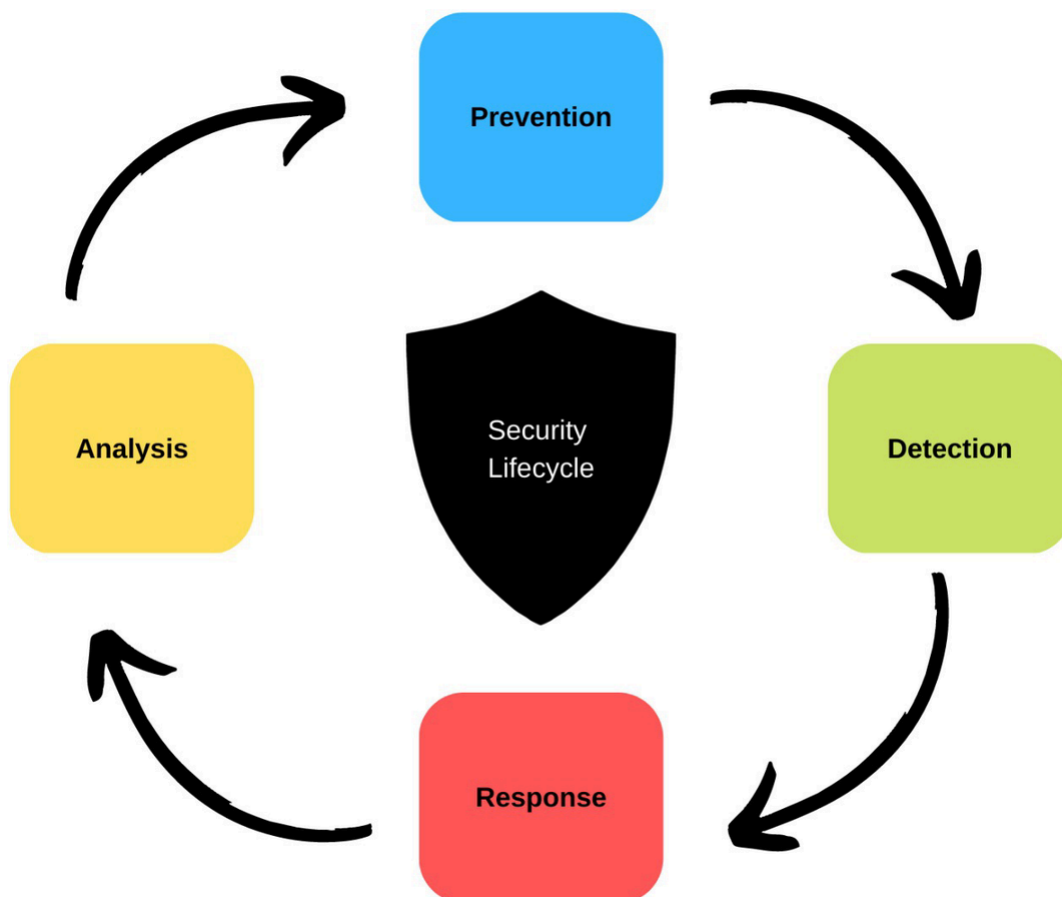 Prevention
Analysis
Security
Lifecycle
Detection
Response